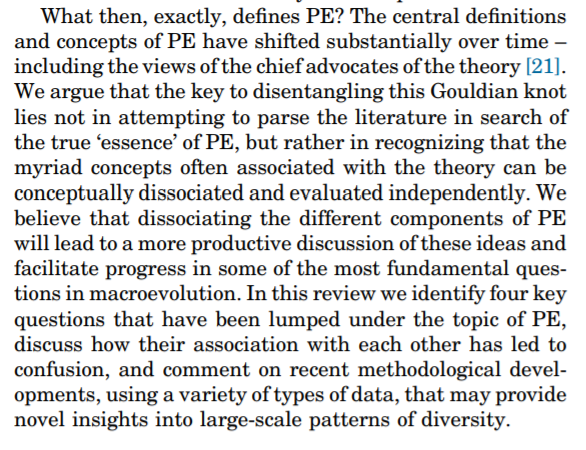 What then, exactly, defines PE? The central definitions
and concepts of PE have shifted substantially over time –
including the views of the chief advocates of the theory [21].
We argue that the key to disentangling this Gouldian knot
lies not in attempting to parse the literature in search of
the true ‘essence’ of PE, but rather in recognizing that the
myriad concepts often associated with the theory can be
conceptually dissociated and evaluated independently. We
believe that dissociating the different components of PE
will lead to a more productive discussion of these ideas and
facilitate progress in some of the most fundamental ques-
tions in macroevolution. In this review we identify four key
questions that have been lumped under the topic of PE,
discuss how their association with each other has led to
confusion, and comment on recent methodological devel-
opments, using a variety of types of data, that may provide
novel insights into large-scale patterns of diversity.